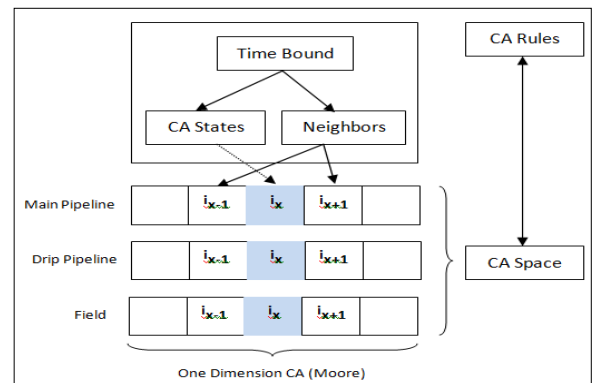 Time Bound
CA Rules
CA States
Neighbors
Main Pipeline
ix-1 ix ix+1
Drip Pipeline
ix-1 ix ix+1
CA Space
Field
ix-1 ix ix+1
One Dimension CA (Moore)